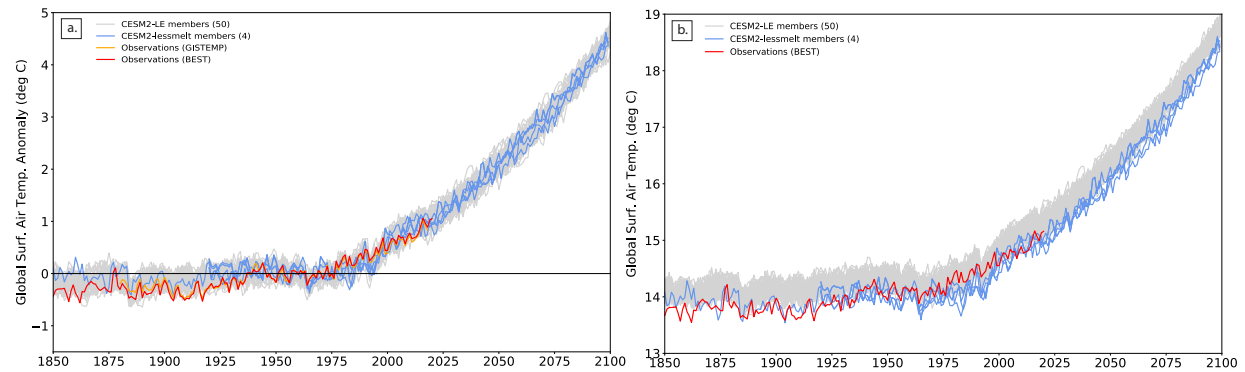 a.
CESM2-LE members (50)
CESM2-lessmelt members (4)
Observations (GISTEMP)
Observations (BEST)
Global Surf. Air Temp. Anomaly (deg C)
5
4
3
2
1
0
−1
1850 1875 1900 1925 1950 1975 2000 2025 2050 2075 2100
b.
CESM2-LE members (50)
CESM2-lessmelt members (4)
Observations (BEST)
Global Surf. Air Temp. (deg C)
19
18
17
16
15
14
13
1850 1875 1900 1925 1950 1975 2000 2025 2050 2075 2100